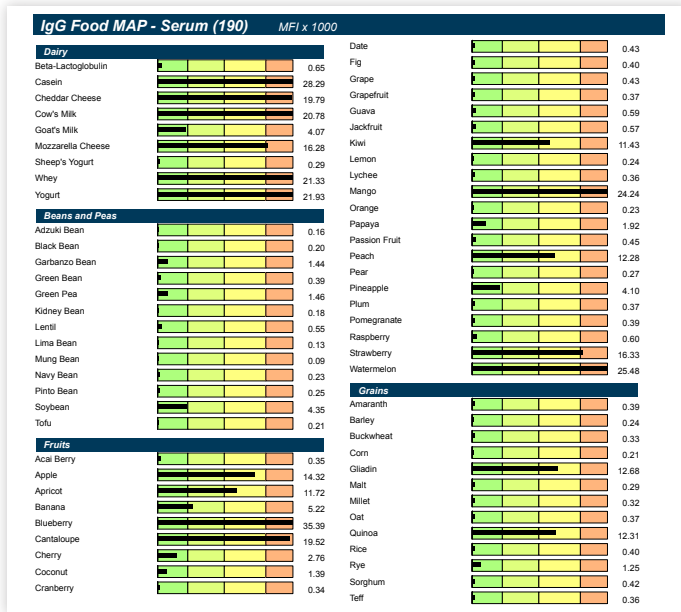 IgG Food MAP - Serum (190) MFI x 1000
Dairy
Beta-Lactoglobulin 0.65
Casein 28.29
Cheddar Cheese 19.79
Cow's Milk 20.78
Goat's Milk 4.07
Mozzarella Cheese 16.28
Sheep's Yogurt 0.29
Whey 21.33
Yogurt 21.93
Beans and Peas
Adzuki Bean 0.16
Black Bean 0.20
Garbanzo Bean 1.44
Green Bean 0.39
Green Pea 1.46
Kidney Bean 0.18
Lentil 0.55
Lima Bean 0.13
Mung Bean 0.09
Navy Bean 0.23
Pinto Bean 0.25
Soybean 4.35
Tofu 0.21
Fruits
Acai Berry 0.35
Apple 14.32
Apricot 11.72
Banana 5.22
Blueberry 35.39
Cantaloupe 19.52
Cherry 2.76
Coconut 1.39
Cranberry 0.34
Date 0.43
Fig 0.40
Grape 0.43
Grapefruit 0.37
Guava 0.59
Jackfruit 0.57
Kiwi 11.43
Lemon 0.24
Lychee 0.36
Mango 24.24
Orange 0.23
Papaya 1.92
Passion Fruit 0.45
Peach 12.28
Pear 0.27
Pineapple 4.10
Plum 0.37
Pomegranate 0.39
Raspberry 0.60
Strawberry 16.33
Watermelon 25.48
Grains
Amaranth 0.39
Barley 0.24
Buckwheat 0.33
Corn 0.21
Gliadin 12.68
Malt 0.29
Millet 0.32
Oat 0.37
Quinoa 12.31
Rice 0.40
Rye 1.25
Sorghum 0.42
Teff 0.36